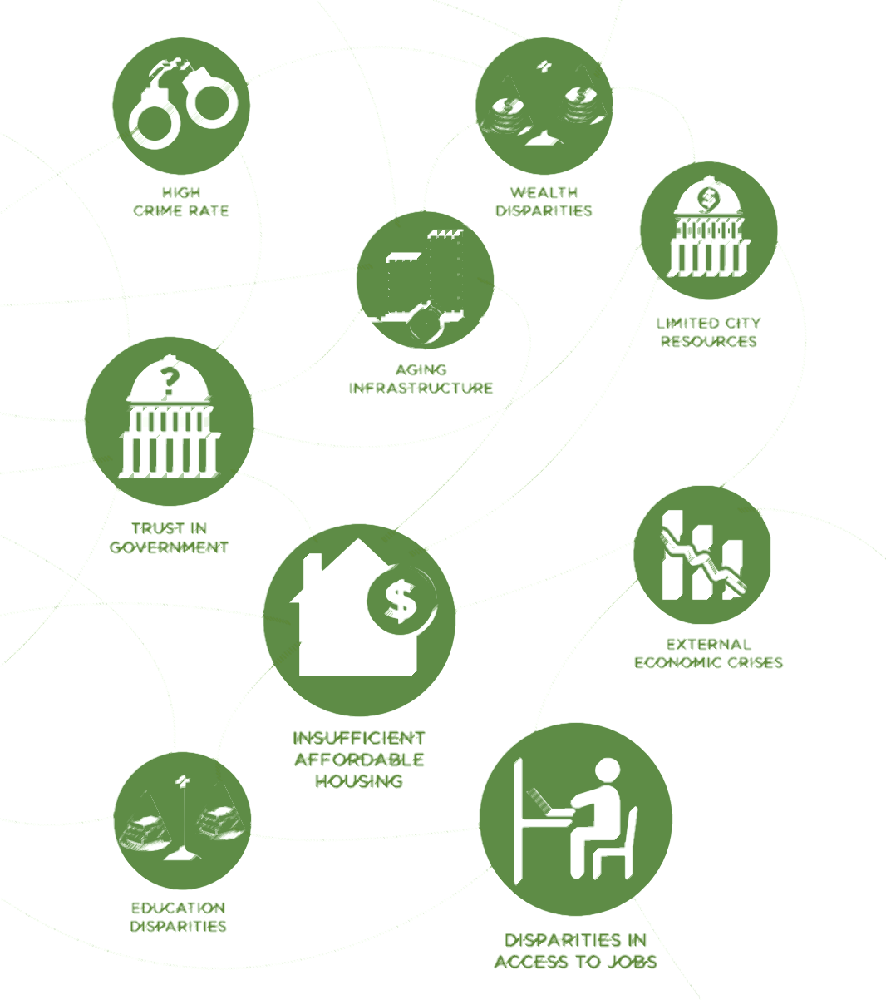 HIGH
CRIME RATE
WEALTH
DISPARITIES
$
$
$
LIMITED CITY
RESOURCES
AGING
INFRASTRUCTURE
?
TRUST IN
GOVERNMENT
$
INSUFFICIENT
AFFORDABLE
HOUSING
EXTERNAL
ECONOMIC CRISES
EDUCATION
DISPARITIES
DISPARITIES IN
ACCESS TO JOBS